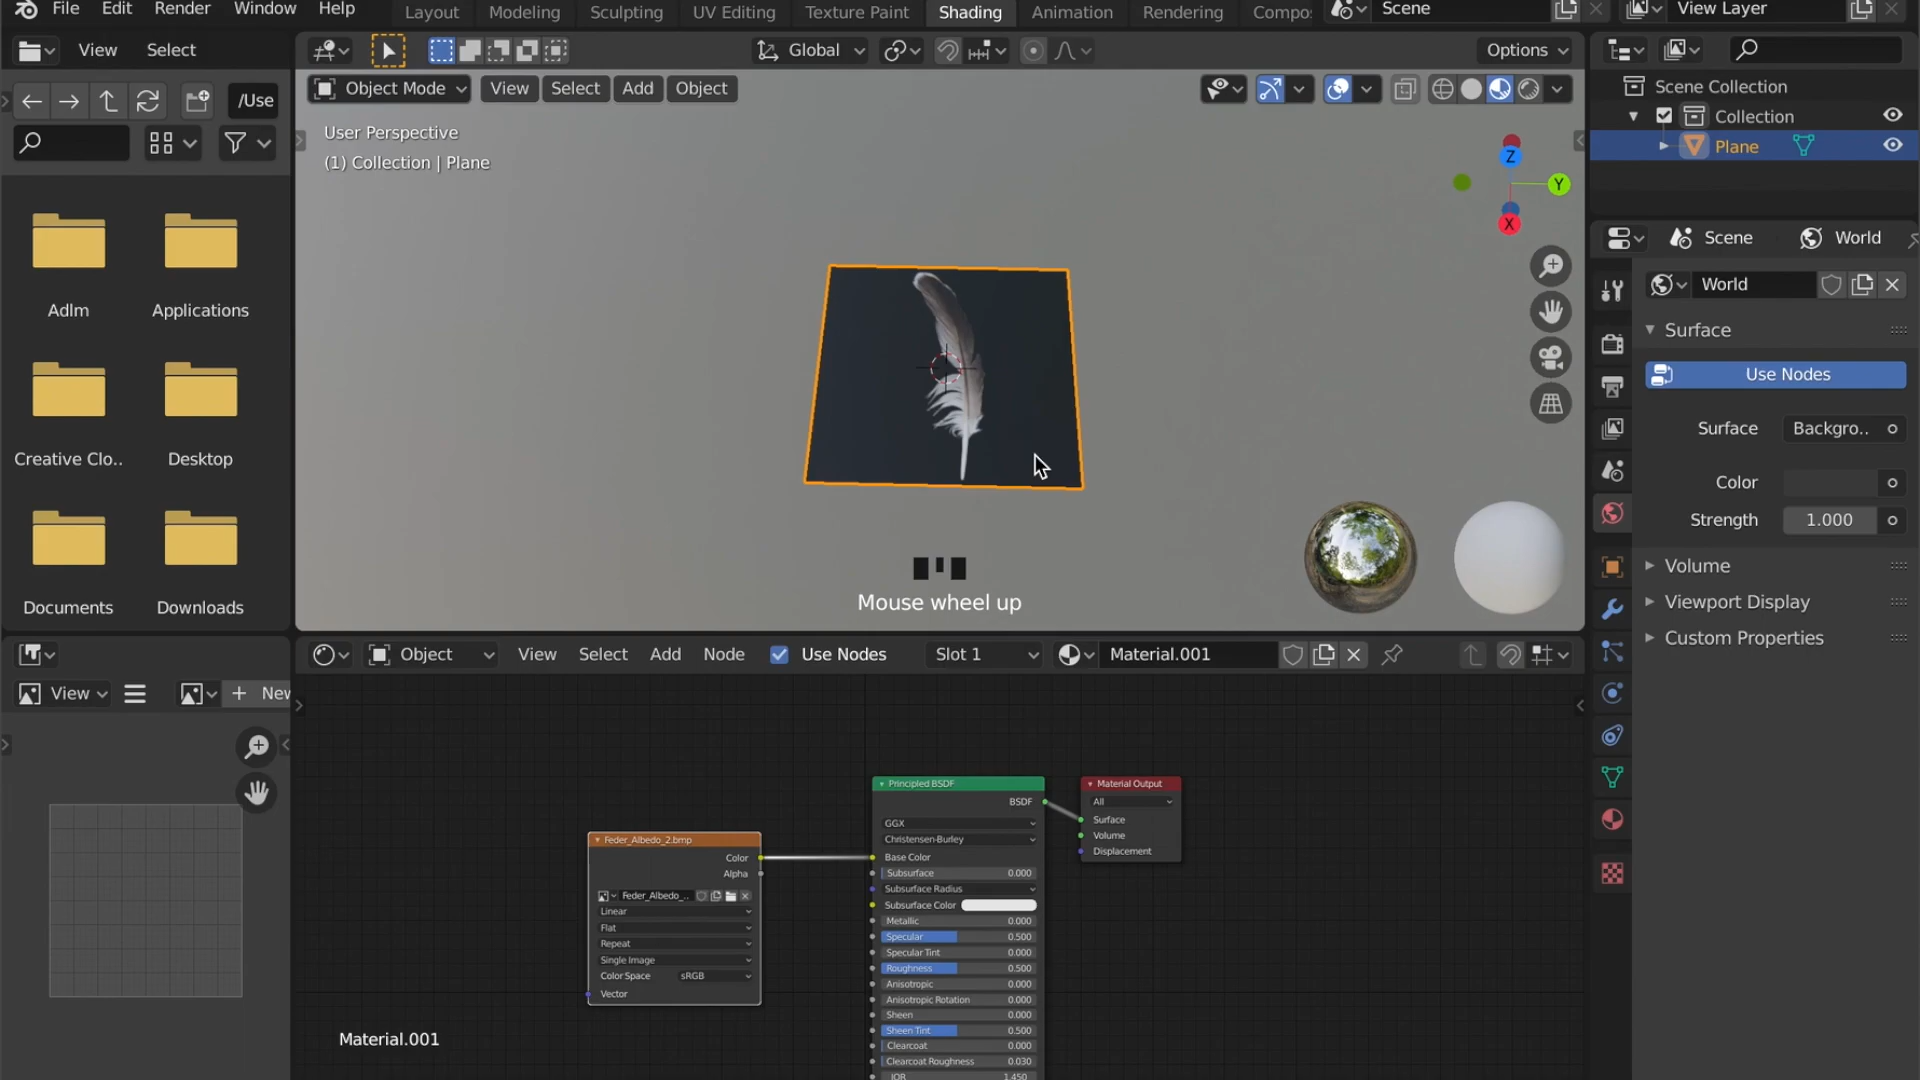 File Edit Render Window Help Layout Modeling Sculpting UV Editing Texture Paint Shading Animation Rendering Compo: Scene View Layer
View Select Global Options
/Use Object Mode View Select Add Object
Scene Collection
Collection
Plane
User Perspective
(1) Collection | Plane
Z
Y
X
Adlm Applications
Creative Clo.. Desktop
Documents Downloads
Scene World
World
Surface
Use Nodes
Surface Backgro..
Color
Strength 1.000
Volume
Viewport Display
Custom Properties
Mouse wheel up
Object View Select Add Node Use Nodes Slot 1 Material.001
View + New
Feder_Albedo_2.bmp
Color
Alpha
Feder_Albedo_..
Linear
Flat
Repeat
Single Image
Color Space sRGB
Vector
Principled BSDF
BSDF
GGX
Christensen-Burley
Base Color
Subsurface 0.000
Subsurface Radius
Subsurface Color
Metallic 0.000
Specular 0.500
Specular Tint 0.000
Roughness 0.500
Anisotropic 0.000
Anisotropic Rotation 0.000
Sheen 0.000
Sheen Tint 0.500
Clearcoat 0.000
Clearcoat Roughness 0.030
IOR 1.450
Material Output
All
Surface
Volume
Displacement
Material.001